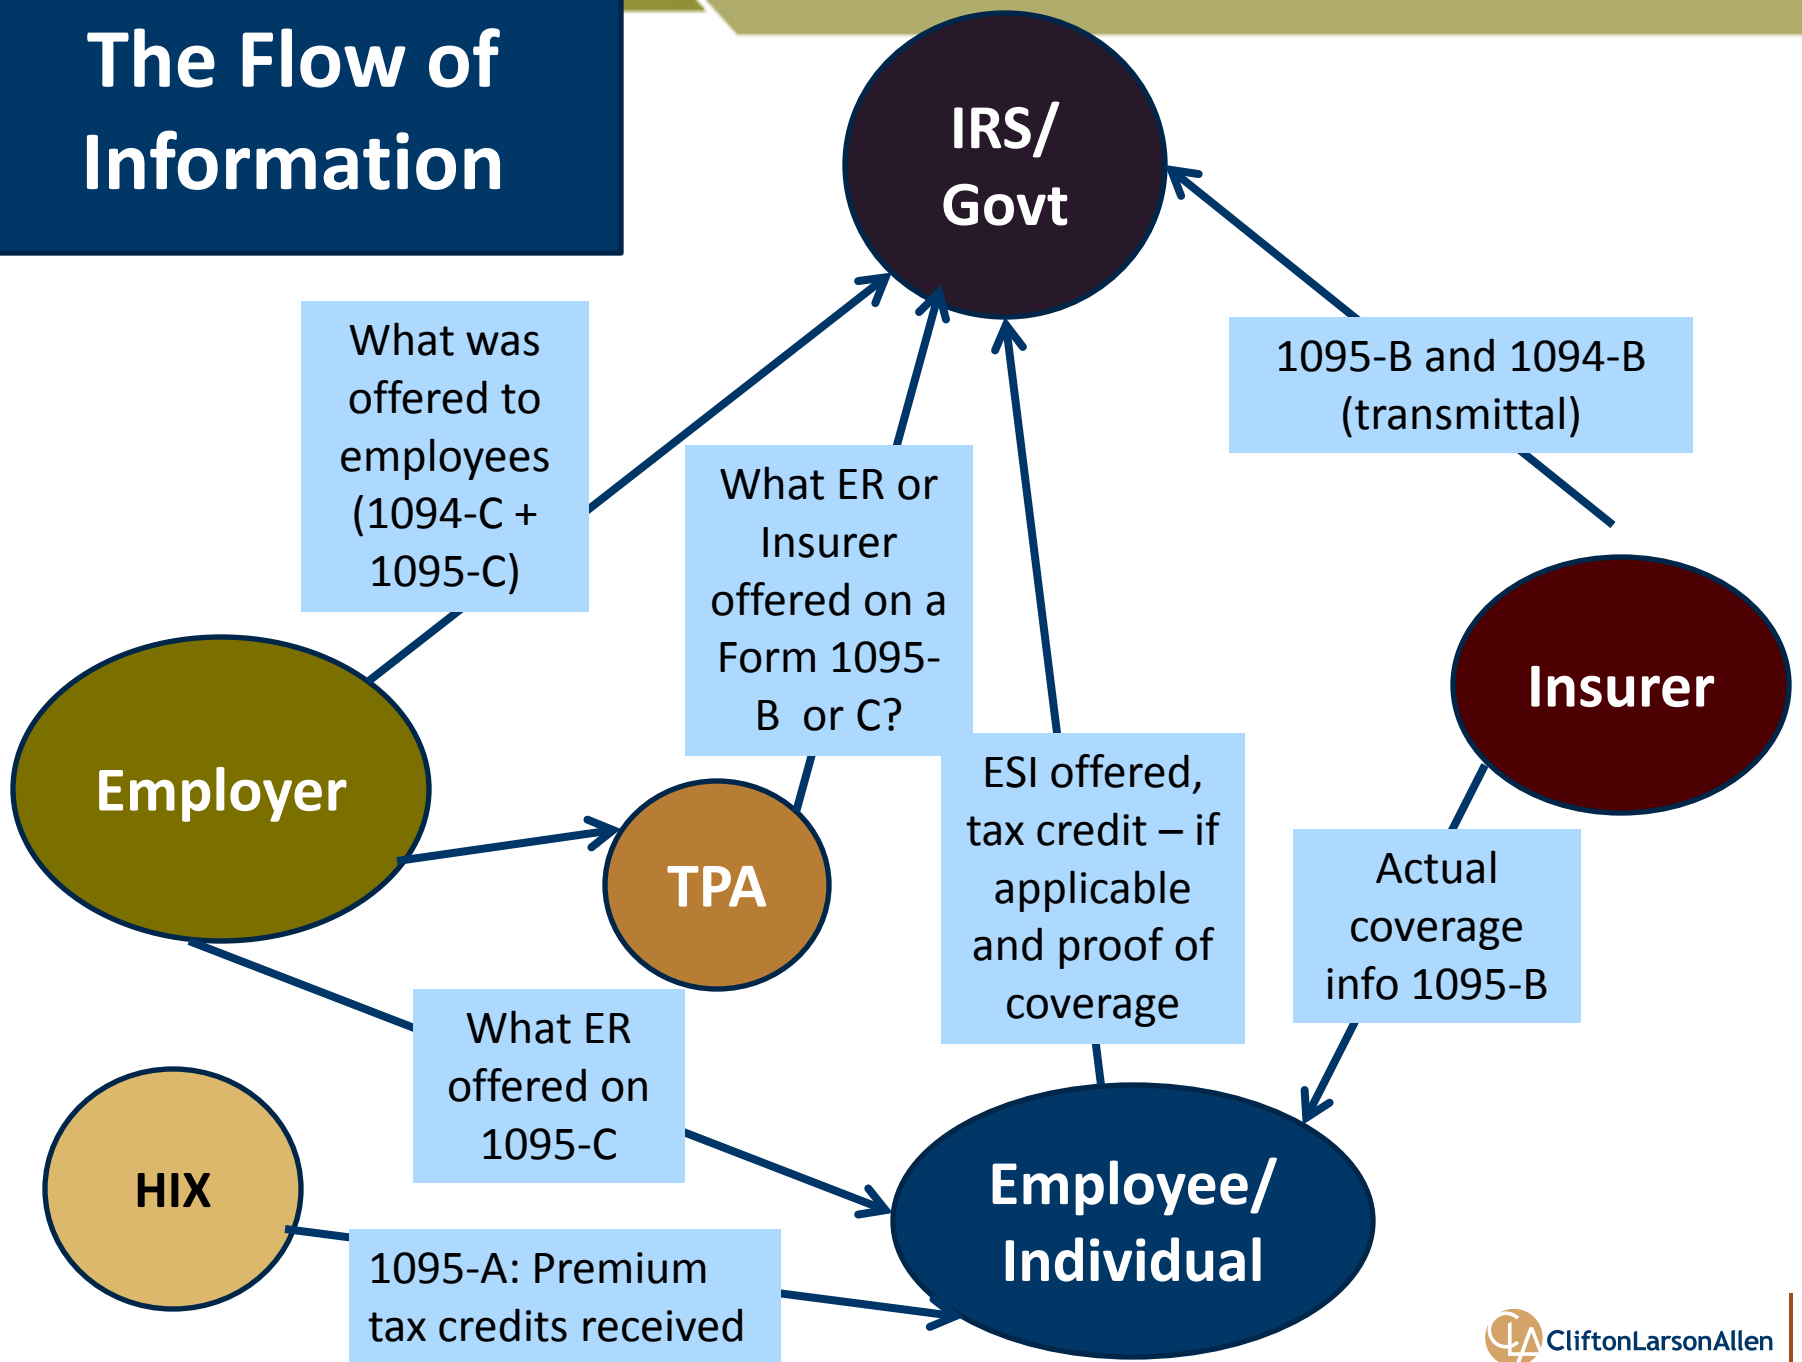 The Flow of
Information
IRS/
Govt
What was
offered to
employees
(1094-C +
1095-C)
1095-B and 1094-B
(transmittal)
What ER or
Insurer
offered on a
Form 1095-
B or C?
Insurer
Employer
TPA
ESI offered,
tax credit – if
applicable
and proof of
coverage
Actual
coverage
info 1095-B
What ER
offered on
1095-C
HIX
Employee/
Individual
1095-A: Premium
tax credits received
CLA CliftonLarsonAllen